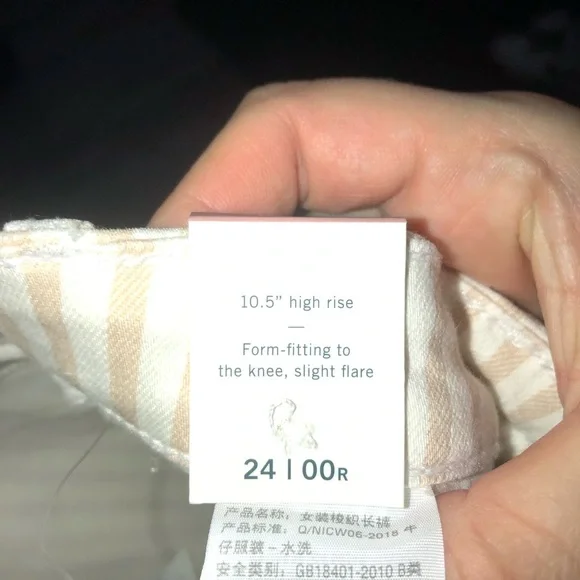 10.5” high rise
—
Form-fitting to
the knee, slight flare
24 | 00R
产品名称: 女装梭织长裤
产品标准: Q/NICW06-2018 牛
仔服装-水洗
安全类别: GB18401-2010 B类